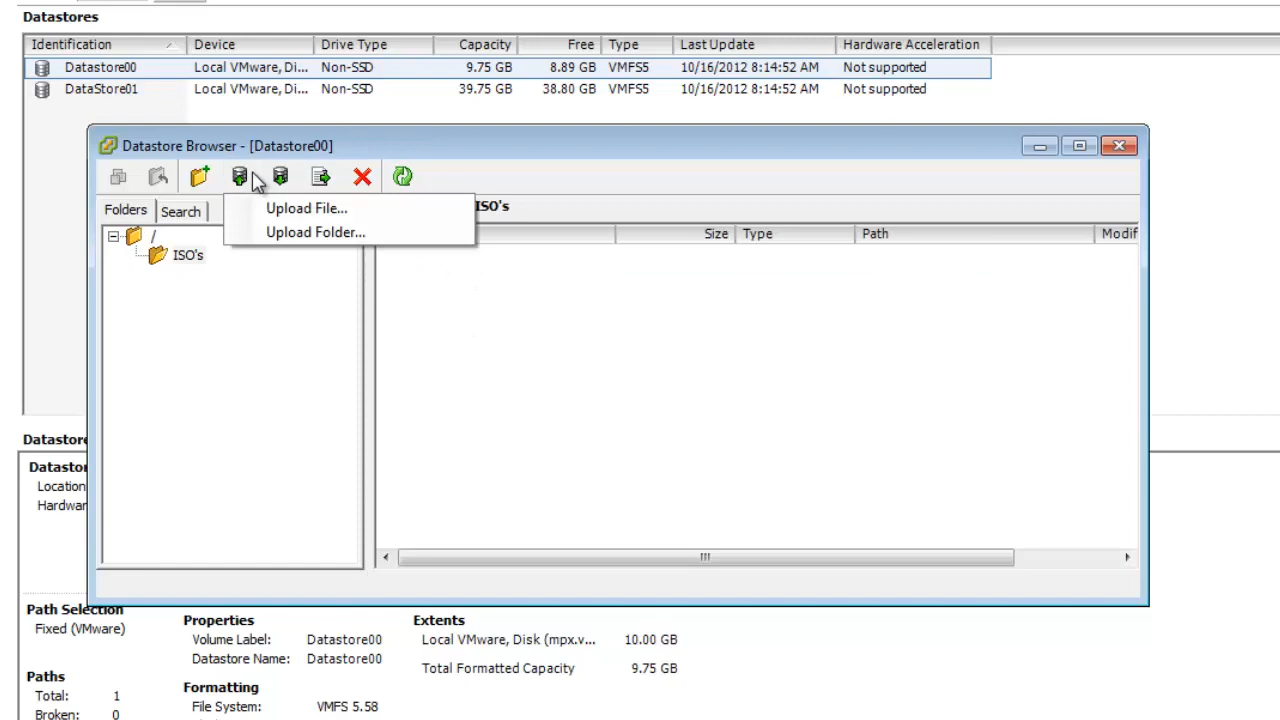 Datastores
Identification Device Drive Type Capacity Free Type Last Update Hardware Acceleration
Datastore00 Local VMware, Di... Non-SSD 9.75 GB 8.89 GB VMFS5 10/16/2012 8:14:52 AM Not supported
DataStore01 Local VMware, Di... Non-SSD 39.75 GB 38.80 GB VMFS5 10/16/2012 8:14:52 AM Not supported
Datastore Browser - [Datastore00]
Folders Search ISO's
Upload File...
Upload Folder...
/
ISO's
Size Type Path Modif
Datastore
Datastor
Location
Hardwar
Path Selection
Fixed (VMware)
Paths
Total: 1
Broken: 0
Properties
Volume Label: Datastore00
Datastore Name: Datastore00
Formatting
File System: VMFS 5.58
Extents
Local VMware, Disk (mpx.v... 10.00 GB
Total Formatted Capacity 9.75 GB